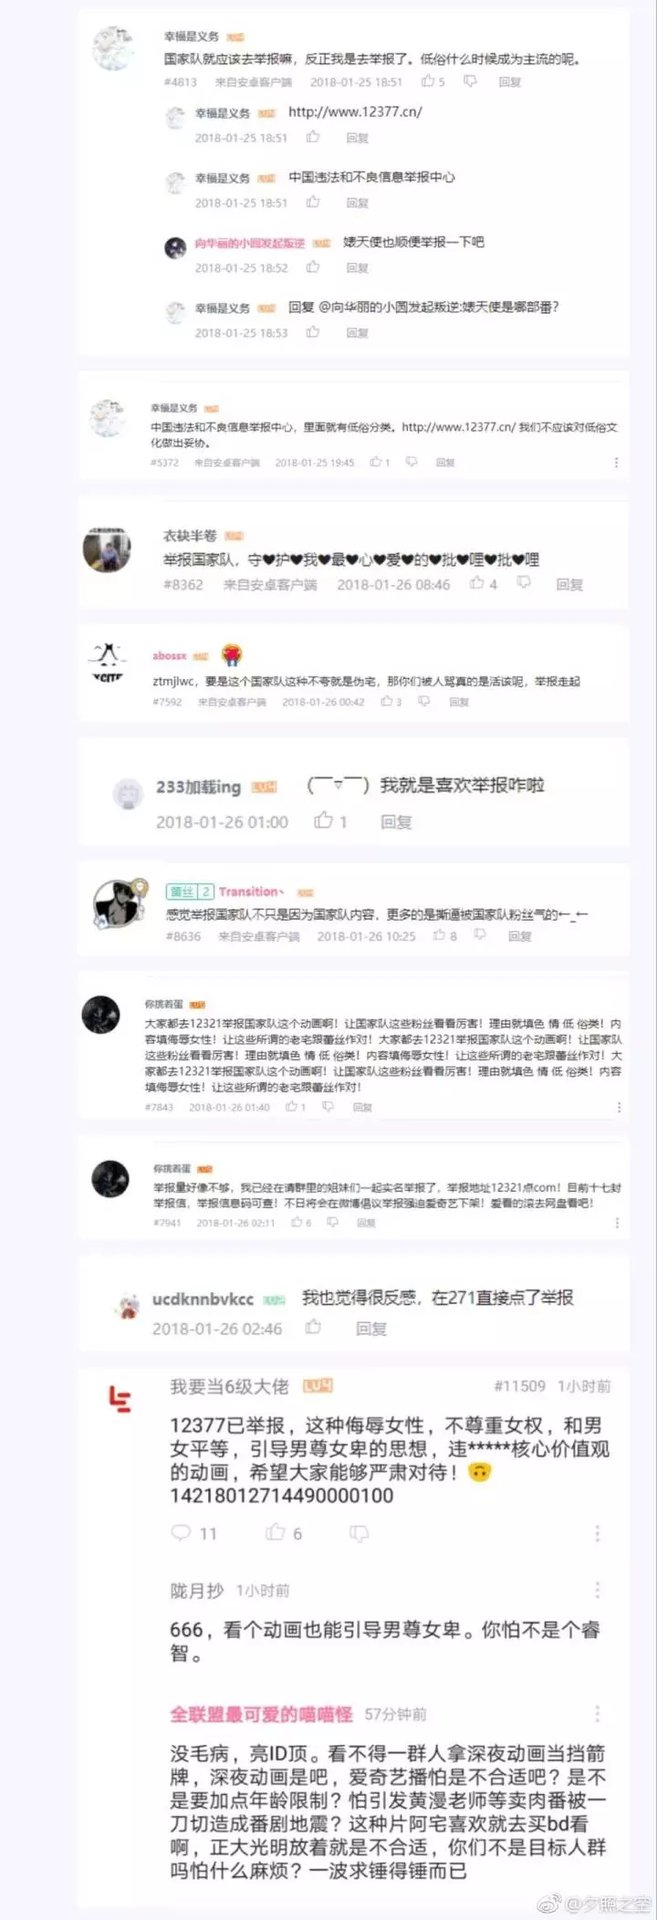 幸福是义务
国家队就应该去举报嘛，反正我是去举报了。低俗什么时候成为主流的呢。
#4813 来自安卓客户端 2018-01-25 18:51 5 回复
幸福是义务 http://www.12377.cn/
2018-01-25 18:51 回复
幸福是义务 中国违法和不良信息举报中心
2018-01-25 18:51 回复
向华丽的小圆发起叛逆 婊天使也顺便举报一下吧
2018-01-25 18:52 回复
幸福是义务 回复 @向华丽的小圆发起叛逆:婊天使是哪部番?
2018-01-25 18:53 回复
幸福是义务
中国违法和不良信息举报中心，里面就有低俗分类。http://www.12377.cn/ 我们不应该对低俗文
化做出妥协。
#5372 来自安卓客户端 2018-01-25 19:45 1 回复
衣袂半卷
举报国家队，守♥护♥我♥最♥心♥爱♥的♥批♥哩♥批♥哩
#8362 来自安卓客户端 2018-01-26 08:46 4 回复
XCITE
abossx
ztmjlwc，要是这个国家队这种不夸就是伪宅，那你们被人骂真的是活该呢，举报走起
#7592 来自安卓客户端 2018-01-26 00:42 3 回复
233加载ing LV4 （￣▽￣）我就是喜欢举报咋啦
2018-01-26 01:00 1 回复
蕾丝 2 Transition丶
感觉举报国家队不只是因为国家队内容，更多的是撕逼被国家队粉丝气的←_←
#8636 来自安卓客户端 2018-01-26 10:25 8 回复
你挑着蛋 LV4
大家都去12321举报国家队这个动画啊！让国家队这些粉丝看看厉害！理由就填色 情 低 俗类！内
容填侮辱女性！让这些所谓的老宅跟蕾丝作对！大家都去12321举报国家队这个动画啊！让国家队
这些粉丝看看厉害！理由就填色 情 低 俗类！内容填侮辱女性！让这些所谓的老宅跟蕾丝作对！大
家都去12321举报国家队这个动画啊！让国家队这些粉丝看看厉害！理由就填色 情 低 俗类！内容
填侮辱女性！让这些所谓的老宅跟蕾丝作对！
#7843 2018-01-26 01:40 1 回复
你挑着蛋
举报量好像不够，我已经在请群里的姐妹们一起实名举报了，举报地址12321点com！目前十七封
举报信，举报信息码可查！不日将会在微博倡议举报强迫爱奇艺下架！爱看的滚去网盘看吧！
#7941 2018-01-26 02:11 6 回复
ucdknnbvkcc 我也觉得很反感，在271直接点了举报
2018-01-26 02:46 回复
我要当6级大佬 LV4 #11509 1小时前
12377已举报，这种侮辱女性，不尊重女权，和男
女平等，引导男尊女卑的思想，违*****核心价值观
的动画，希望大家能够严肃对待！🙃
14218012714490000100
11 6
陇月抄 1小时前
666，看个动画也能引导男尊女卑。你怕不是个睿
智。
全联盟最可爱的喵喵怪 57分钟前
没毛病，亮ID顶。看不得一群人拿深夜动画当挡箭
牌，深夜动画是吧，爱奇艺播怕是不合适吧？是不
是要加点年龄限制？怕引发黄漫老师等卖肉番被一
刀切造成番剧地震？这种片阿宅喜欢就去买bd看
啊，正大光明放着就是不合适，你们不是目标人群
吗怕什么麻烦？一波求锤得锤而已
@夕照之空